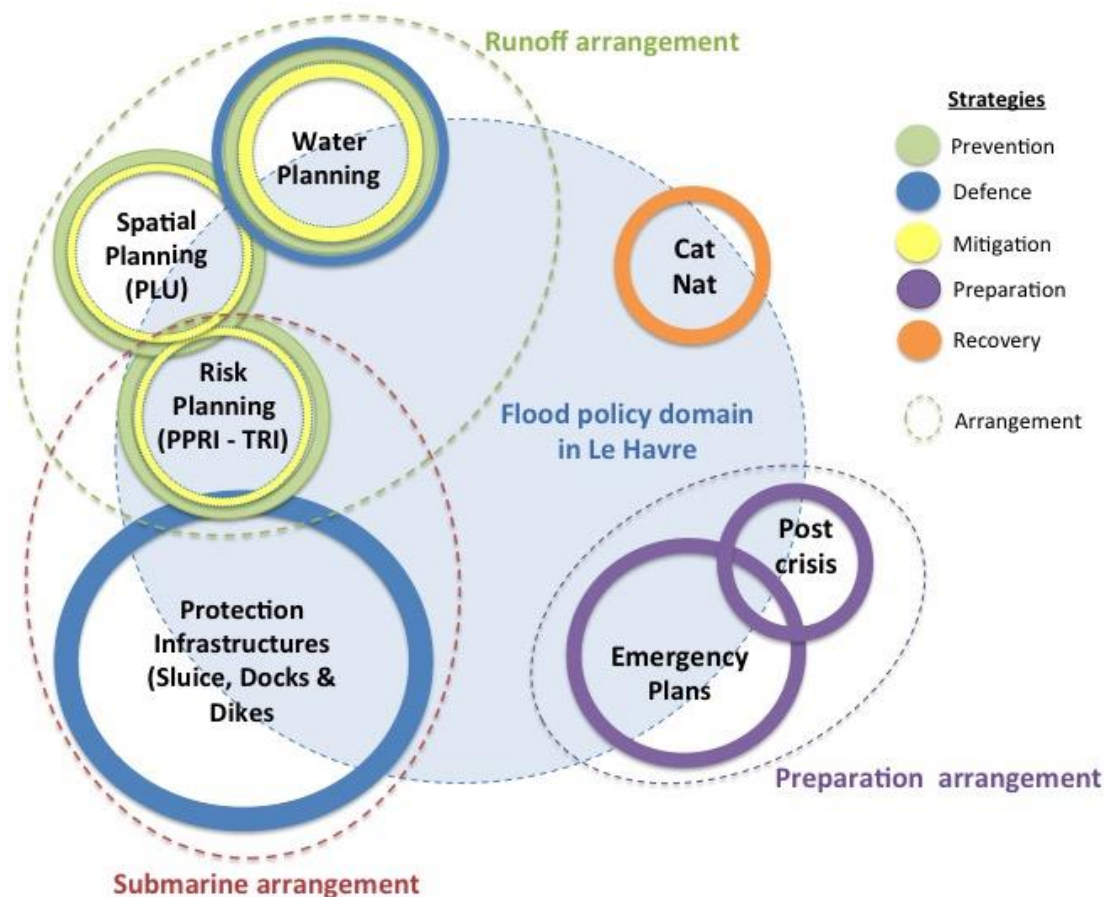 Runoff arrangement
Water
Planning
Spatial
Planning
(PLU)
Risk
Planning
(PPRI - TRI)
Protection
Infrastructures
(Sluice, Docks &
Dikes
Submarine arrangement
Cat
Nat
Flood policy domain
in Le Havre
Post
crisis
Emergency
Plans
Preparation arrangement
Strategies
Prevention
Defence
Mitigation
Preparation
Recovery
Arrangement